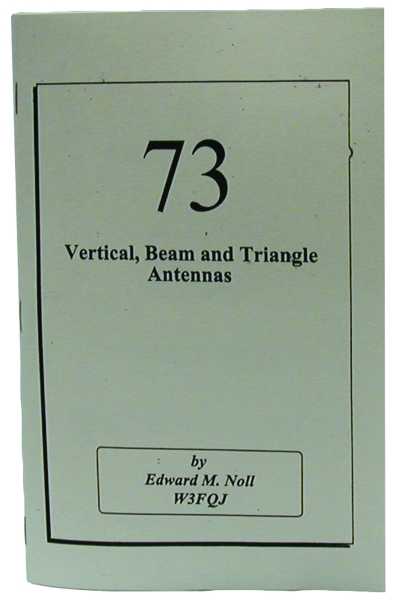 73
Vertical, Beam and Triangle
Antennas
by
Edward M. Noll
W3FQJ